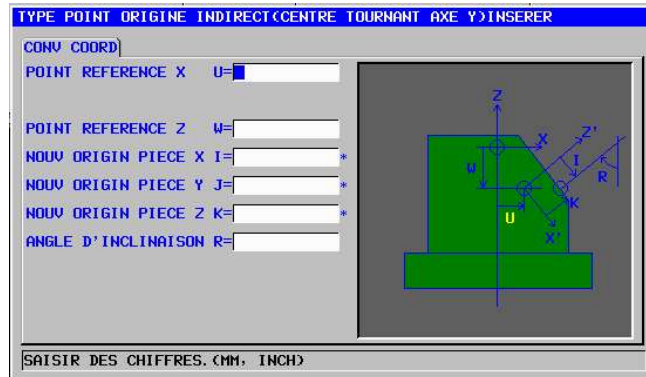 TYPE POINT ORIGINE INDIRECT(CENTRE TOURNANT AXE Y)INSERER
CONV COORD
POINT REFERENCE X U=
POINT REFERENCE Z W=
NOUV ORIGIN PIECE X I= *
NOUV ORIGIN PIECE Y J= *
NOUV ORIGIN PIECE Z K= *
ANGLE D'INCLINAISON R=
Z
X
Z'
W
I
R
K
U
X'
SAISIR DES CHIFFRES.(MM, INCH)